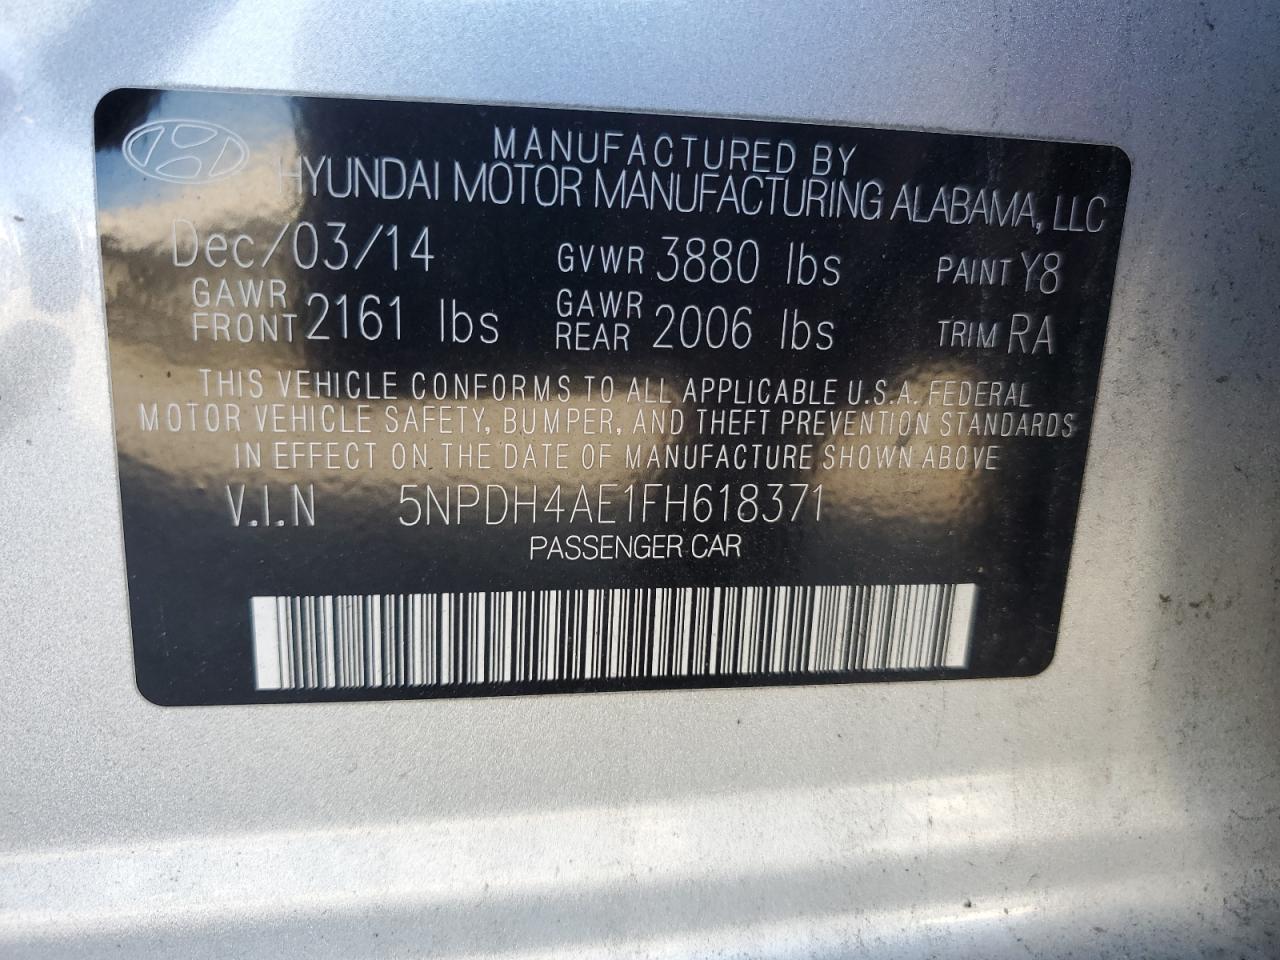 MANUFACTURED BY
HYUNDAI MOTOR MANUFACTURING ALABAMA, LLC
Dec/03/14 GVWR 3880 lbs PAINT Y8
GAWR FRONT 2161 lbs GAWR REAR 2006 lbs TRIM RA
THIS VEHICLE CONFORMS TO ALL APPLICABLE U.S.A. FEDERAL
MOTOR VEHICLE SAFETY, BUMPER, AND THEFT PREVENTION STANDARDS
IN EFFECT ON THE DATE OF MANUFACTURE SHOWN ABOVE
V.I.N 5NPDH4AE1FH618371
PASSENGER CAR